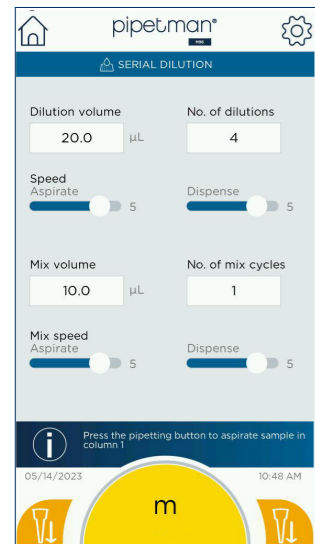 pipetman®
SERIAL DILUTION
Dilution volume No. of dilutions
20.0 µL 4
Speed
Aspirate Dispense
5 5
Mix volume No. of mix cycles
10.0 µL 1
Mix speed
Aspirate Dispense
5 5
Press the pipetting button to aspirate sample in
column 1
05/14/2023 10:48 AM
m